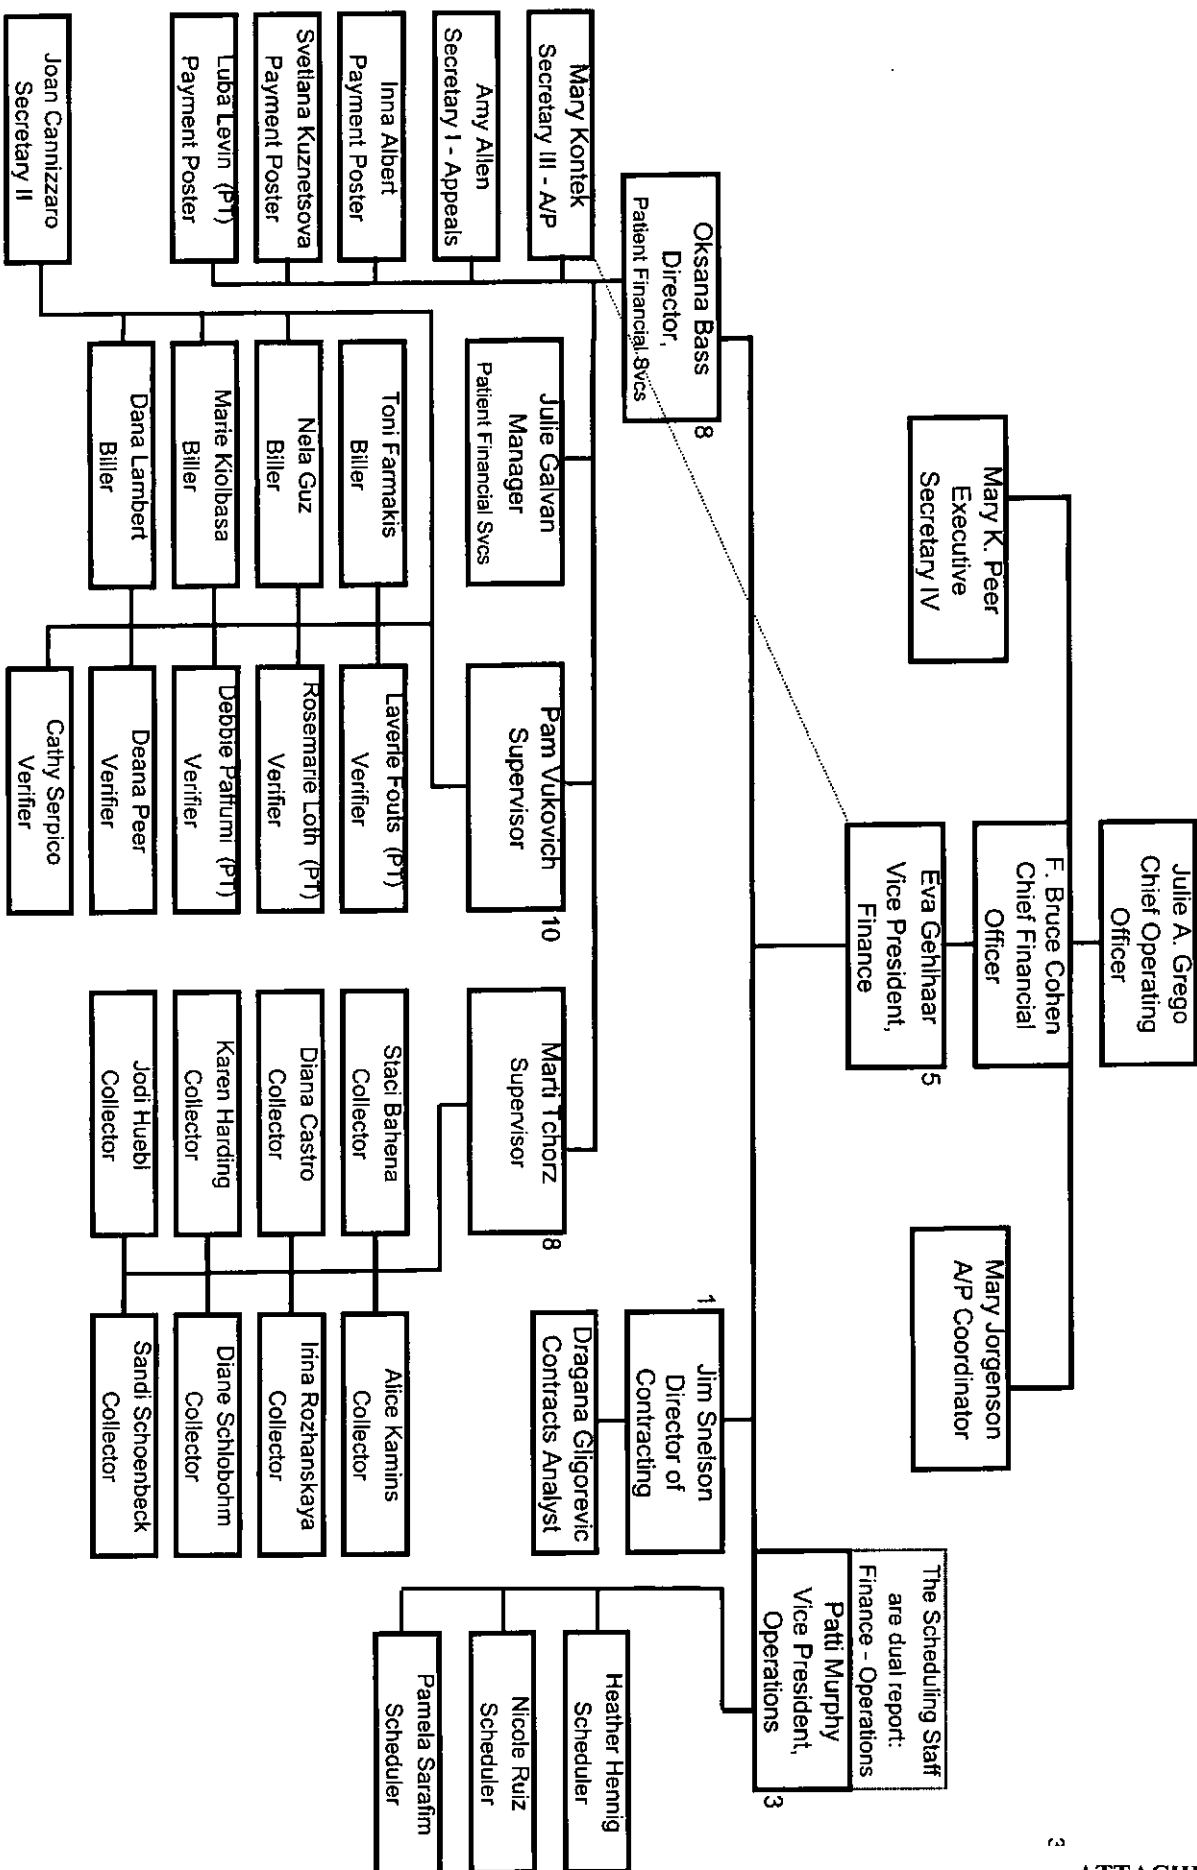 Julie A. Grego
Chief Operating
Officer
F. Bruce Cohen
Chief Financial
Officer
Mary K. Peer
Executive
Secretary IV
Mary Jorgenson
A/P Coordinator
Eva Gehlhaar
Vice President,
Finance
5
The Scheduling Staff
are dual report:
Finance - Operations
Patti Murphy
Vice President,
Operations
3
Oksana Bass
Director,
Patient Financial Svcs
8
1
Jim Snelson
Director of
Contracting
Dragana Gligorevic
Contracts Analyst
Heather Hennig
Scheduler
Nicole Ruiz
Scheduler
Pamela Sarafim
Scheduler
Mary Kontek
Secretary III - A/P
Amy Allen
Secretary I - Appeals
Inna Albert
Payment Poster
Svetlana Kuznetsova
Payment Poster
Luba Levin (PT)
Payment Poster
Joan Cannizzaro
Secretary II
Julie Galvan
Manager
Patient Financial Svcs
Toni Farmakis
Biller
Nela Guz
Biller
Marie Kiolbasa
Biller
Dana Lambert
Biller
Pam Vukovich
Supervisor
10
Laverle Fouts (PT)
Verifier
Rosemarie Loth (PT)
Verifier
Debbie Paffumi (PT)
Verifier
Deana Peer
Verifier
Cathy Serpico
Verifier
Marti Tchorz
Supervisor
8
Staci Bahena
Collector
Diana Castro
Collector
Karen Harding
Collector
Jodi Huebl
Collector
Alice Kamins
Collector
Irina Rozhanskaya
Collector
Diane Schlobohm
Collector
Sandi Schoenbeck
Collector
3